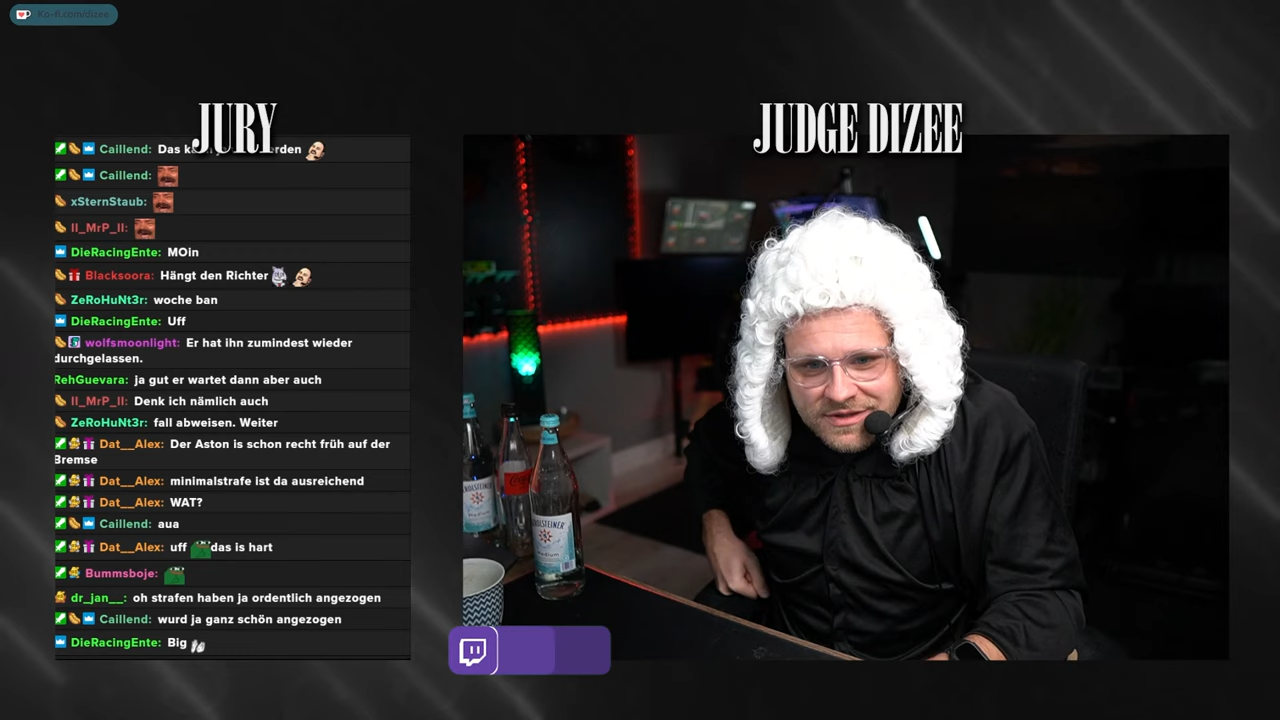 Ko-fi.com/dizee
JURY
JUDGE DIZEE
Caillend: Das
Caillend:
xSternStaub:
II_MrP_II:
DieRacingEnte: MOin
Blacksoora: Hängt den Richter
ZeRoHuNt3r: woche ban
DieRacingEnte: Uff
wolfsmoonlight: Er hat ihn zumindest wieder
durchgelassen.
RehGuevara: ja gut er wartet dann aber auch
II_MrP_II: Denk ich nämlich auch
ZeRoHuNt3r: fall abweisen. Weiter
Dat__Alex: Der Aston is schon recht früh auf der
Bremse
Dat__Alex: minimalstrafe ist da ausreichend
Dat__Alex: WAT?
Caillend: aua
Dat__Alex: uff das is hart
Bummsboje:
dr_jan__: oh strafen haben ja ordentlich angezogen
Caillend: wurd ja ganz schön angezogen
DieRacingEnte: Big
Medium